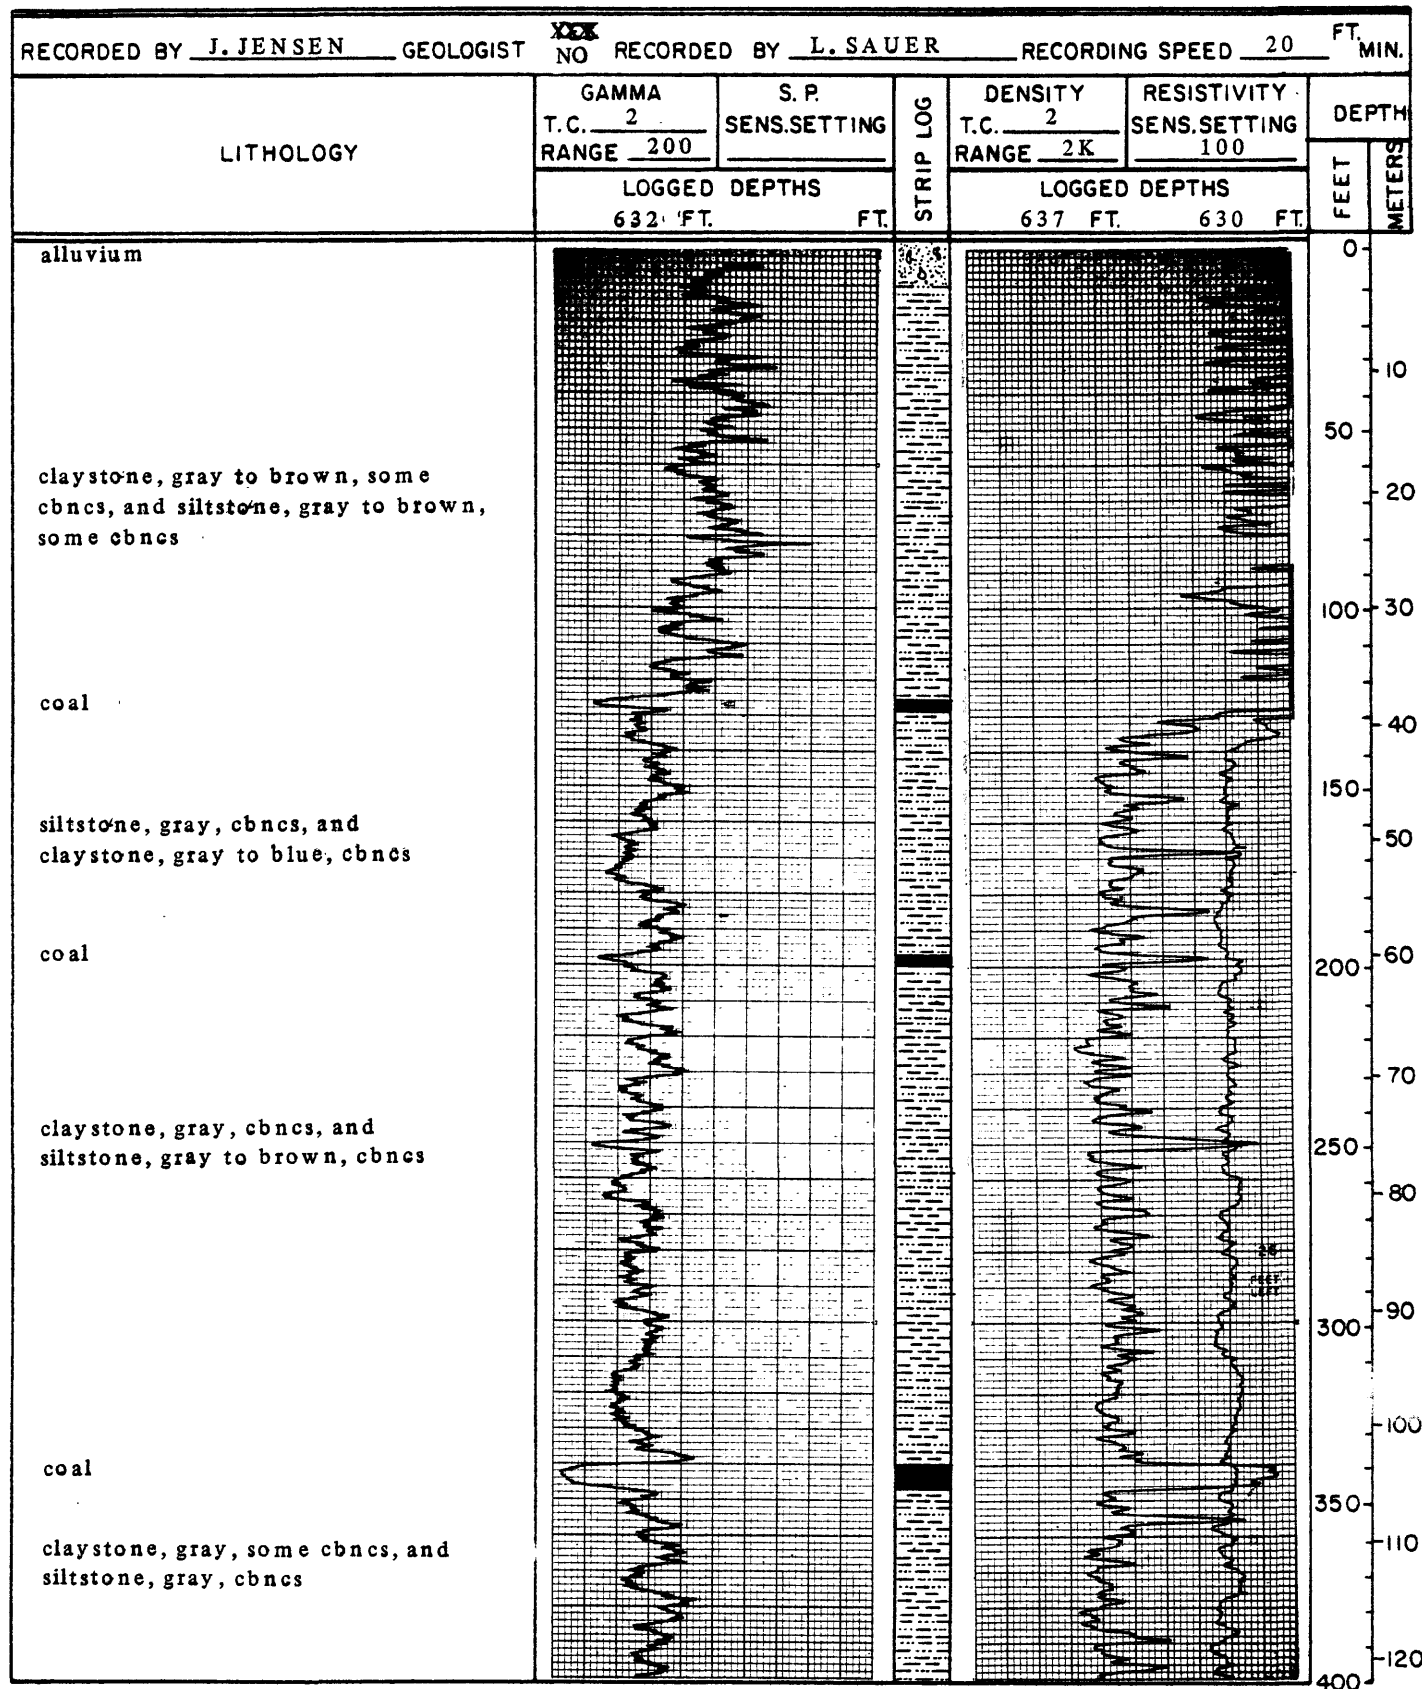 RECORDED BY J. JENSEN GEOLOGIST NO RECORDED BY L. SAUER RECORDING SPEED 20 FT. MIN.
LITHOLOGY
GAMMA
T.C. 2
RANGE 200
S. P.
SENS. SETTING
LOGGED DEPTHS
632 FT. FT.
STRIP LOG
DENSITY
T.C. 2
RANGE 2K
RESISTIVITY
SENS. SETTING
100
LOGGED DEPTHS
637 FT. 630 FT.
DEPTH
FEET
METERS
alluvium
claystone, gray to brown, some
cbncs, and siltstone, gray to brown,
some cbncs
coal
siltstone, gray, cbncs, and
claystone, gray to blue, cbncs
coal
claystone, gray, cbncs, and
siltstone, gray to brown, cbncs
coal
claystone, gray, some cbncs, and
siltstone, gray, cbncs
0
10
50
20
100 30
40
150
50
200 60
70
250
80
300 90
100
350
110
400 120